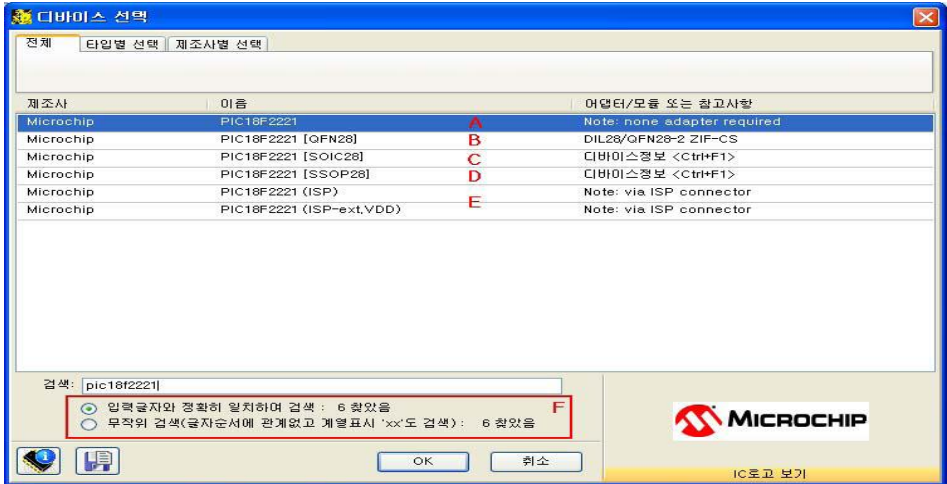 디바이스 선택
전체 타입별 선택 제조사별 선택
제조사 이름 어댑터/모듈 또는 참고사항
Microchip PIC18F2221 A Note: none adapter required
Microchip PIC18F2221 [QFN28] B DIL28/QFN28-2 ZIF-CS
Microchip PIC18F2221 [SOIC28] C 디바이스정보 <Ctrl+F1>
Microchip PIC18F2221 [SSOP28] D 디바이스정보 <Ctrl+F1>
Microchip PIC18F2221 (ISP) Note: via ISP connector
E
Microchip PIC18F2221 (ISP-ext,VDD) Note: via ISP connector
검색: pic18f2221
입력글자와 정확히 일치하며 검색 : 6 찾았음 F
무작위 검색(글자순서에 관계없고 계열표시 'xx'도 검색) : 6 찾았음
MICROCHIP
OK 취소
IC로고 보기